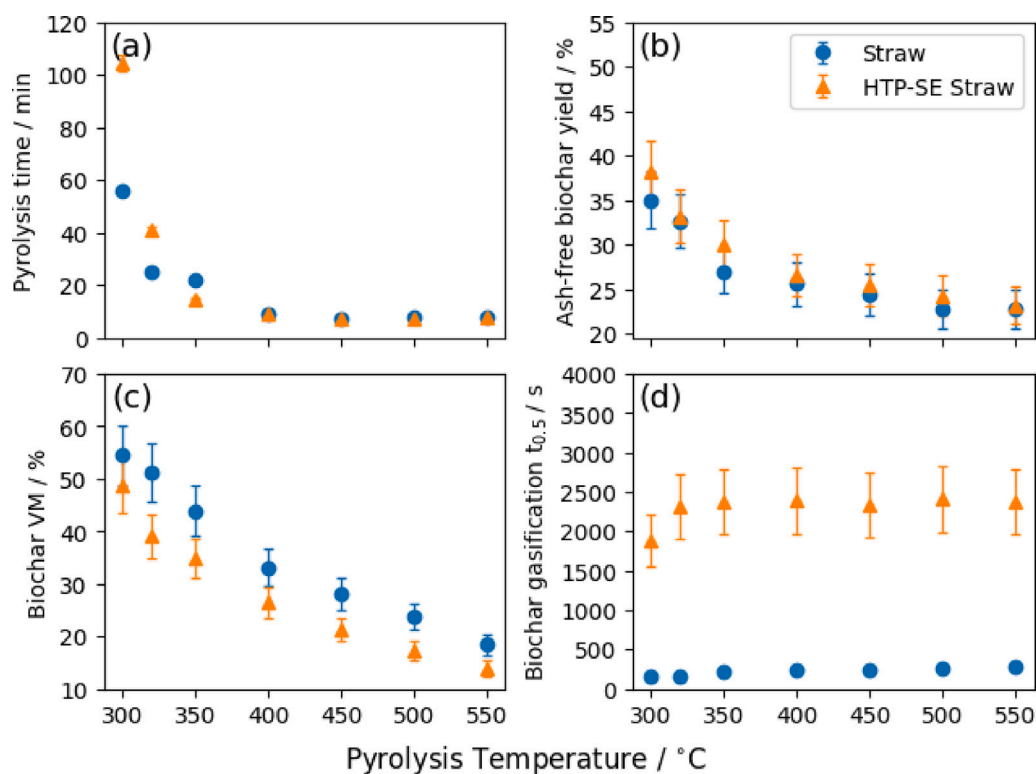 (a)
Pyrolysis time / min
120
100
80
60
40
20
0
(b)
Straw
HTP-SE Straw
Ash-free biochar yield / %
55
50
45
40
35
30
25
20
(c)
Biochar VM / %
70
60
50
40
30
20
10
300 350 400 450 500 550
(d)
Biochar gasification t0.5 / s
4000
3500
3000
2500
2000
1500
1000
500
0
300 350 400 450 500 550
Pyrolysis Temperature / °C